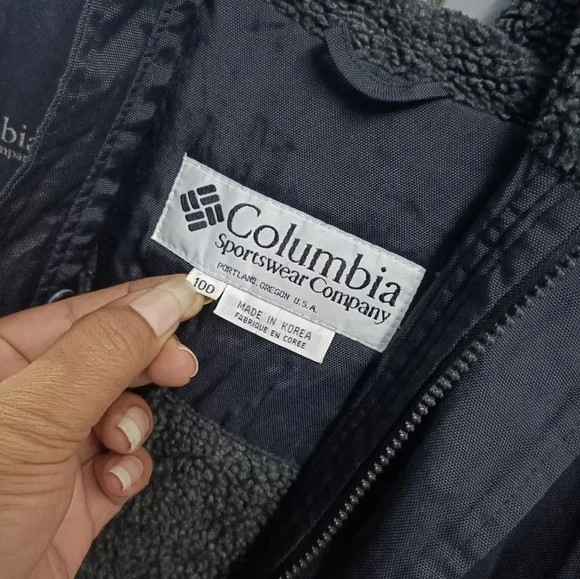 Columbia
Sportswear Company
PORTLAND, OREGON U.S.A.
100
MADE IN KOREA
FABRIQUE EN COREE